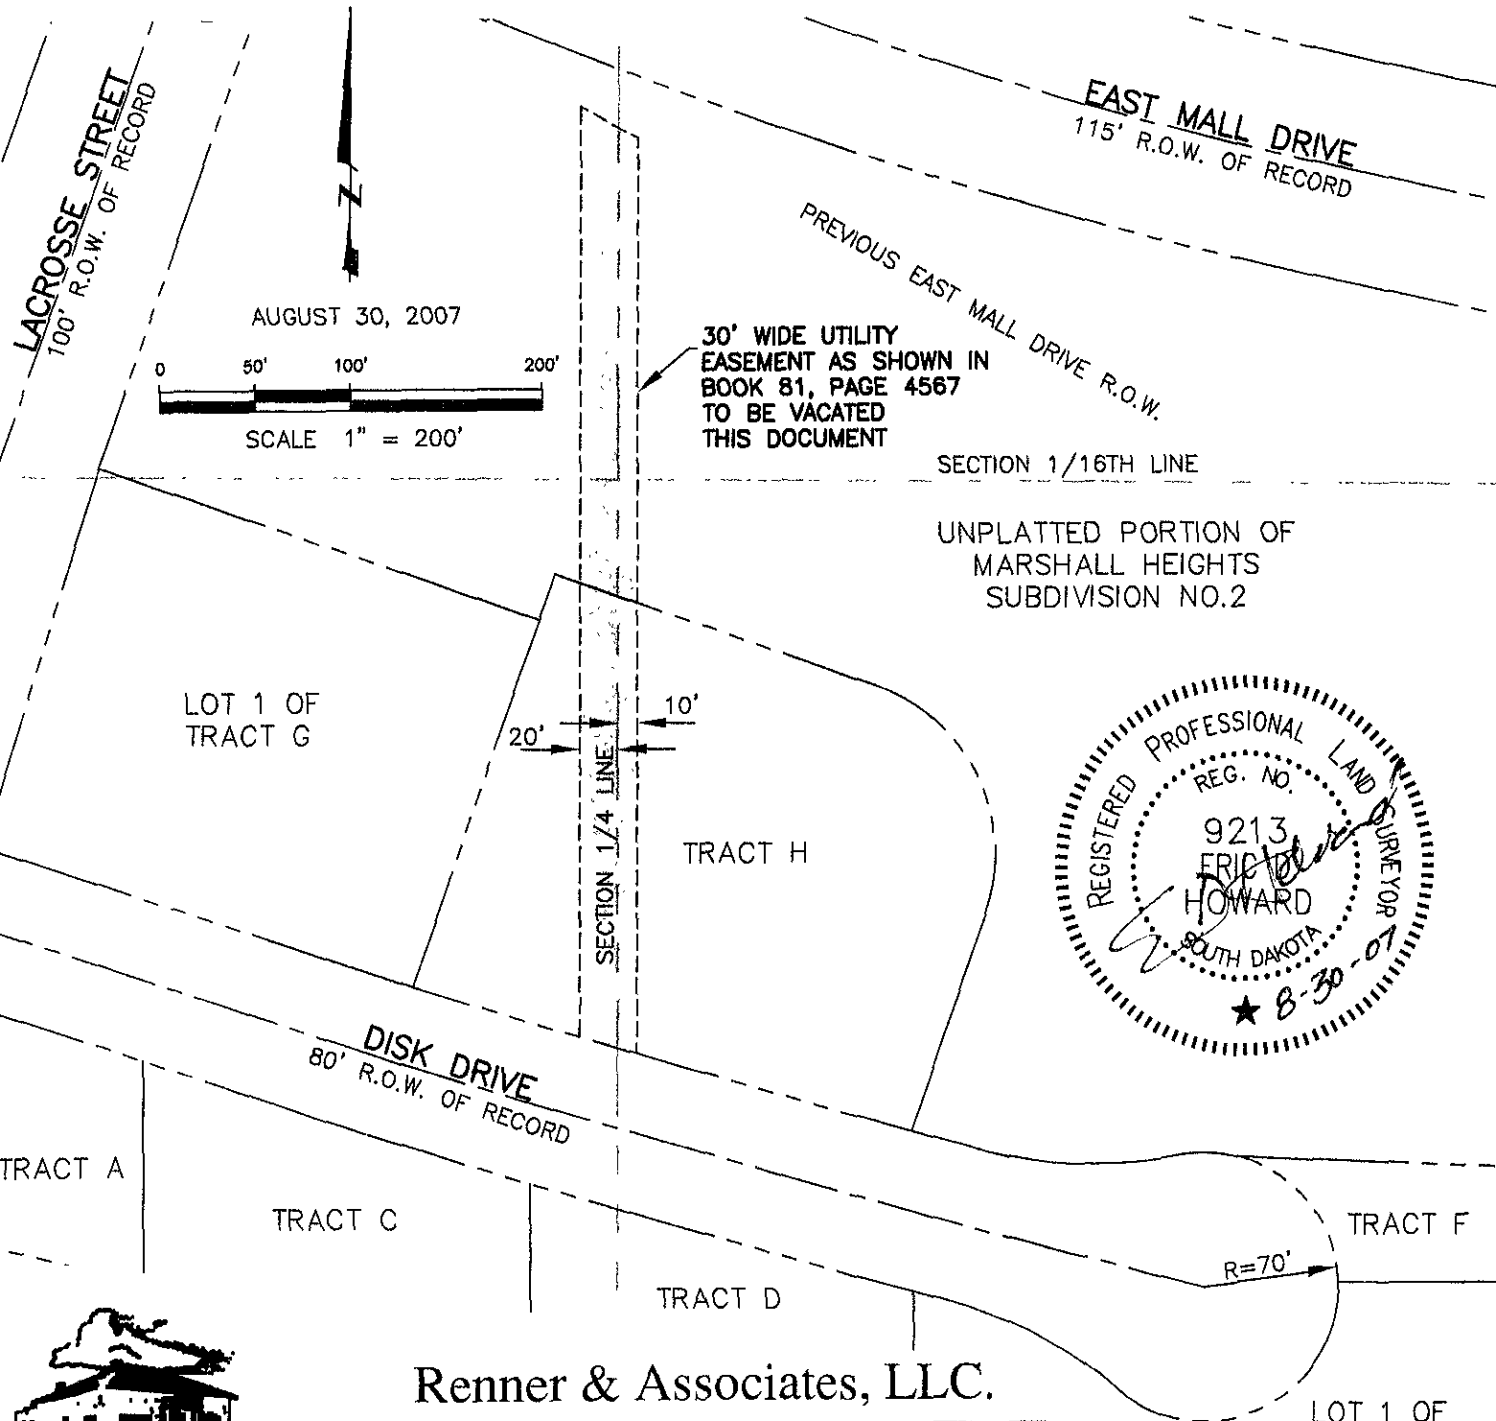 LACROSSE STREET
100' R.O.W. OF RECORD
EAST MALL DRIVE
115' R.O.W. OF RECORD
N
AUGUST 30, 2007
0 50' 100' 200'
SCALE 1" = 200'
PREVIOUS EAST MALL DRIVE R.O.W.
30' WIDE UTILITY
EASEMENT AS SHOWN IN
BOOK 81, PAGE 4567
TO BE VACATED
THIS DOCUMENT
SECTION 1/16TH LINE
UNPLATTED PORTION OF
MARSHALL HEIGHTS
SUBDIVISION NO.2
LOT 1 OF
TRACT G
10'
20'
SECTION 1/4 LINE
TRACT H
REGISTERED PROFESSIONAL LAND SURVEYOR
REG. NO.
9213
ERIC D.
HOWARD
SOUTH DAKOTA
8-30-07
DISK DRIVE
80' R.O.W. OF RECORD
TRACT A
TRACT C
TRACT D
TRACT F
R=70'
Renner & Associates, LLC.
LOT 1 OF